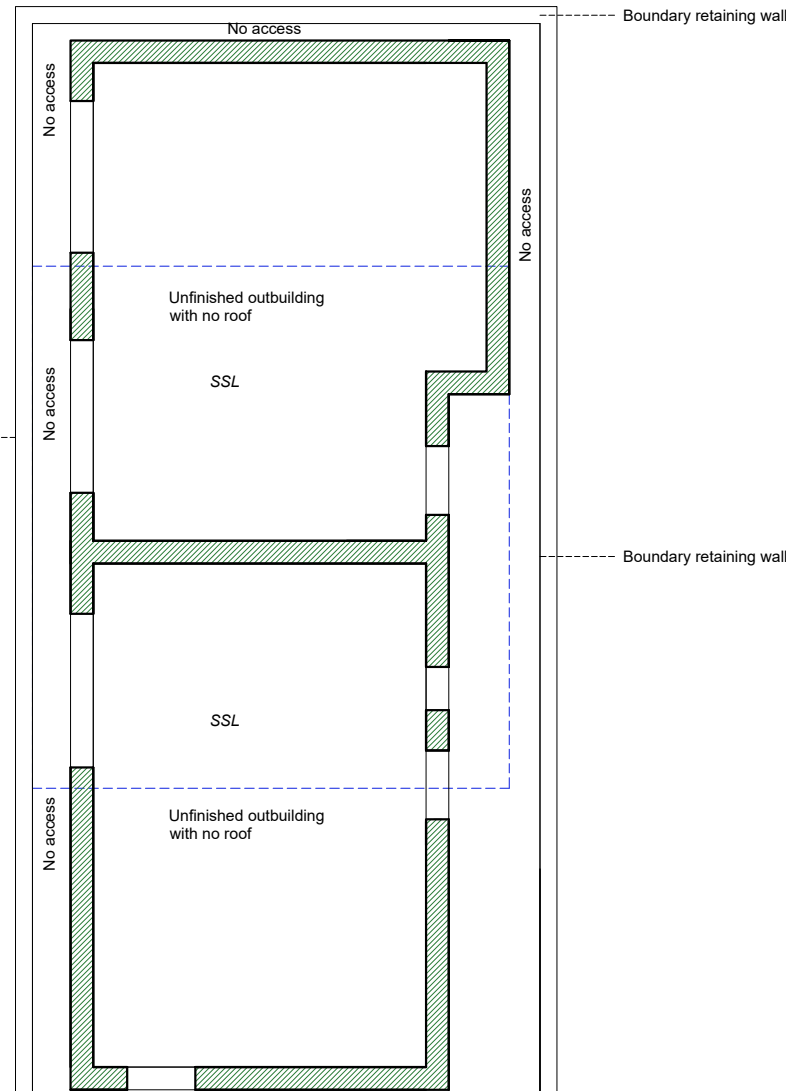 Boundary retaining wall
No access
No access
No access
Unfinished outbuilding
with no roof
SSL
No access
Boundary retaining wall
SSL
Unfinished outbuilding
with no roof
No access